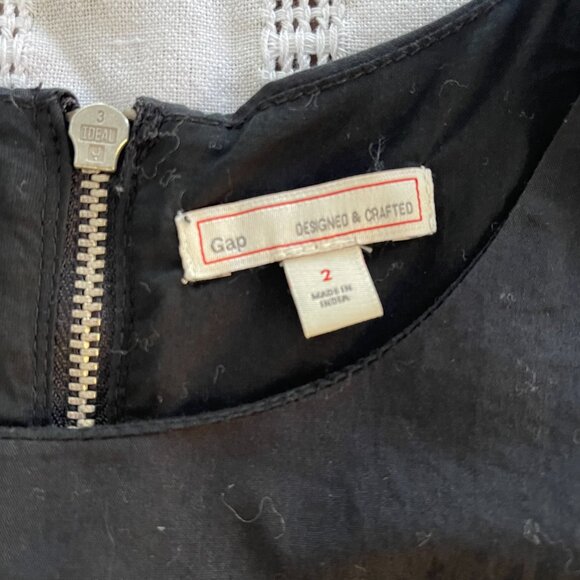 3
IDEAL
Gap DESIGNED & CRAFTED
2
MADE IN
INDIA